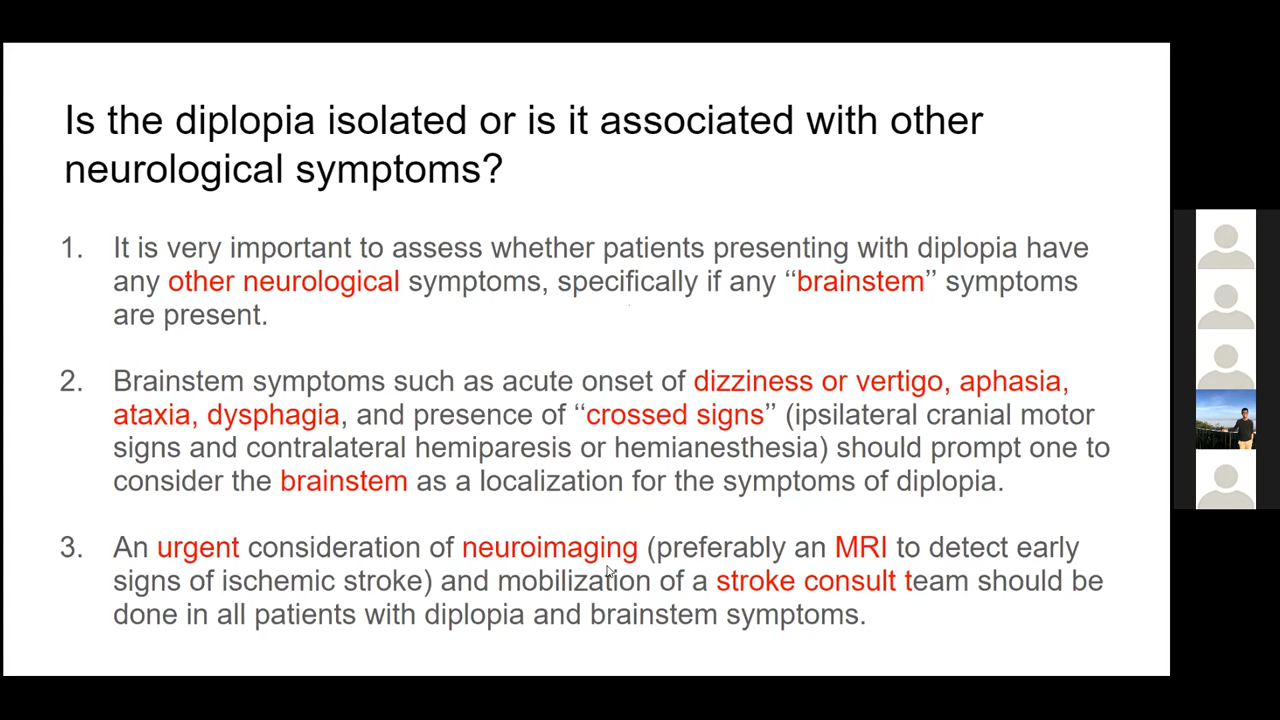 Is the diplopia isolated or is it associated with other
neurological symptoms?
1. It is very important to assess whether patients presenting with diplopia have
any other neurological symptoms, specifically if any ‘‘brainstem’’ symptoms
are present.
2. Brainstem symptoms such as acute onset of dizziness or vertigo, aphasia,
ataxia, dysphagia, and presence of ‘‘crossed signs’’ (ipsilateral cranial motor
signs and contralateral hemiparesis or hemianesthesia) should prompt one to
consider the brainstem as a localization for the symptoms of diplopia.
3. An urgent consideration of neuroimaging (preferably an MRI to detect early
signs of ischemic stroke) and mobilization of a stroke consult team should be
done in all patients with diplopia and brainstem symptoms.